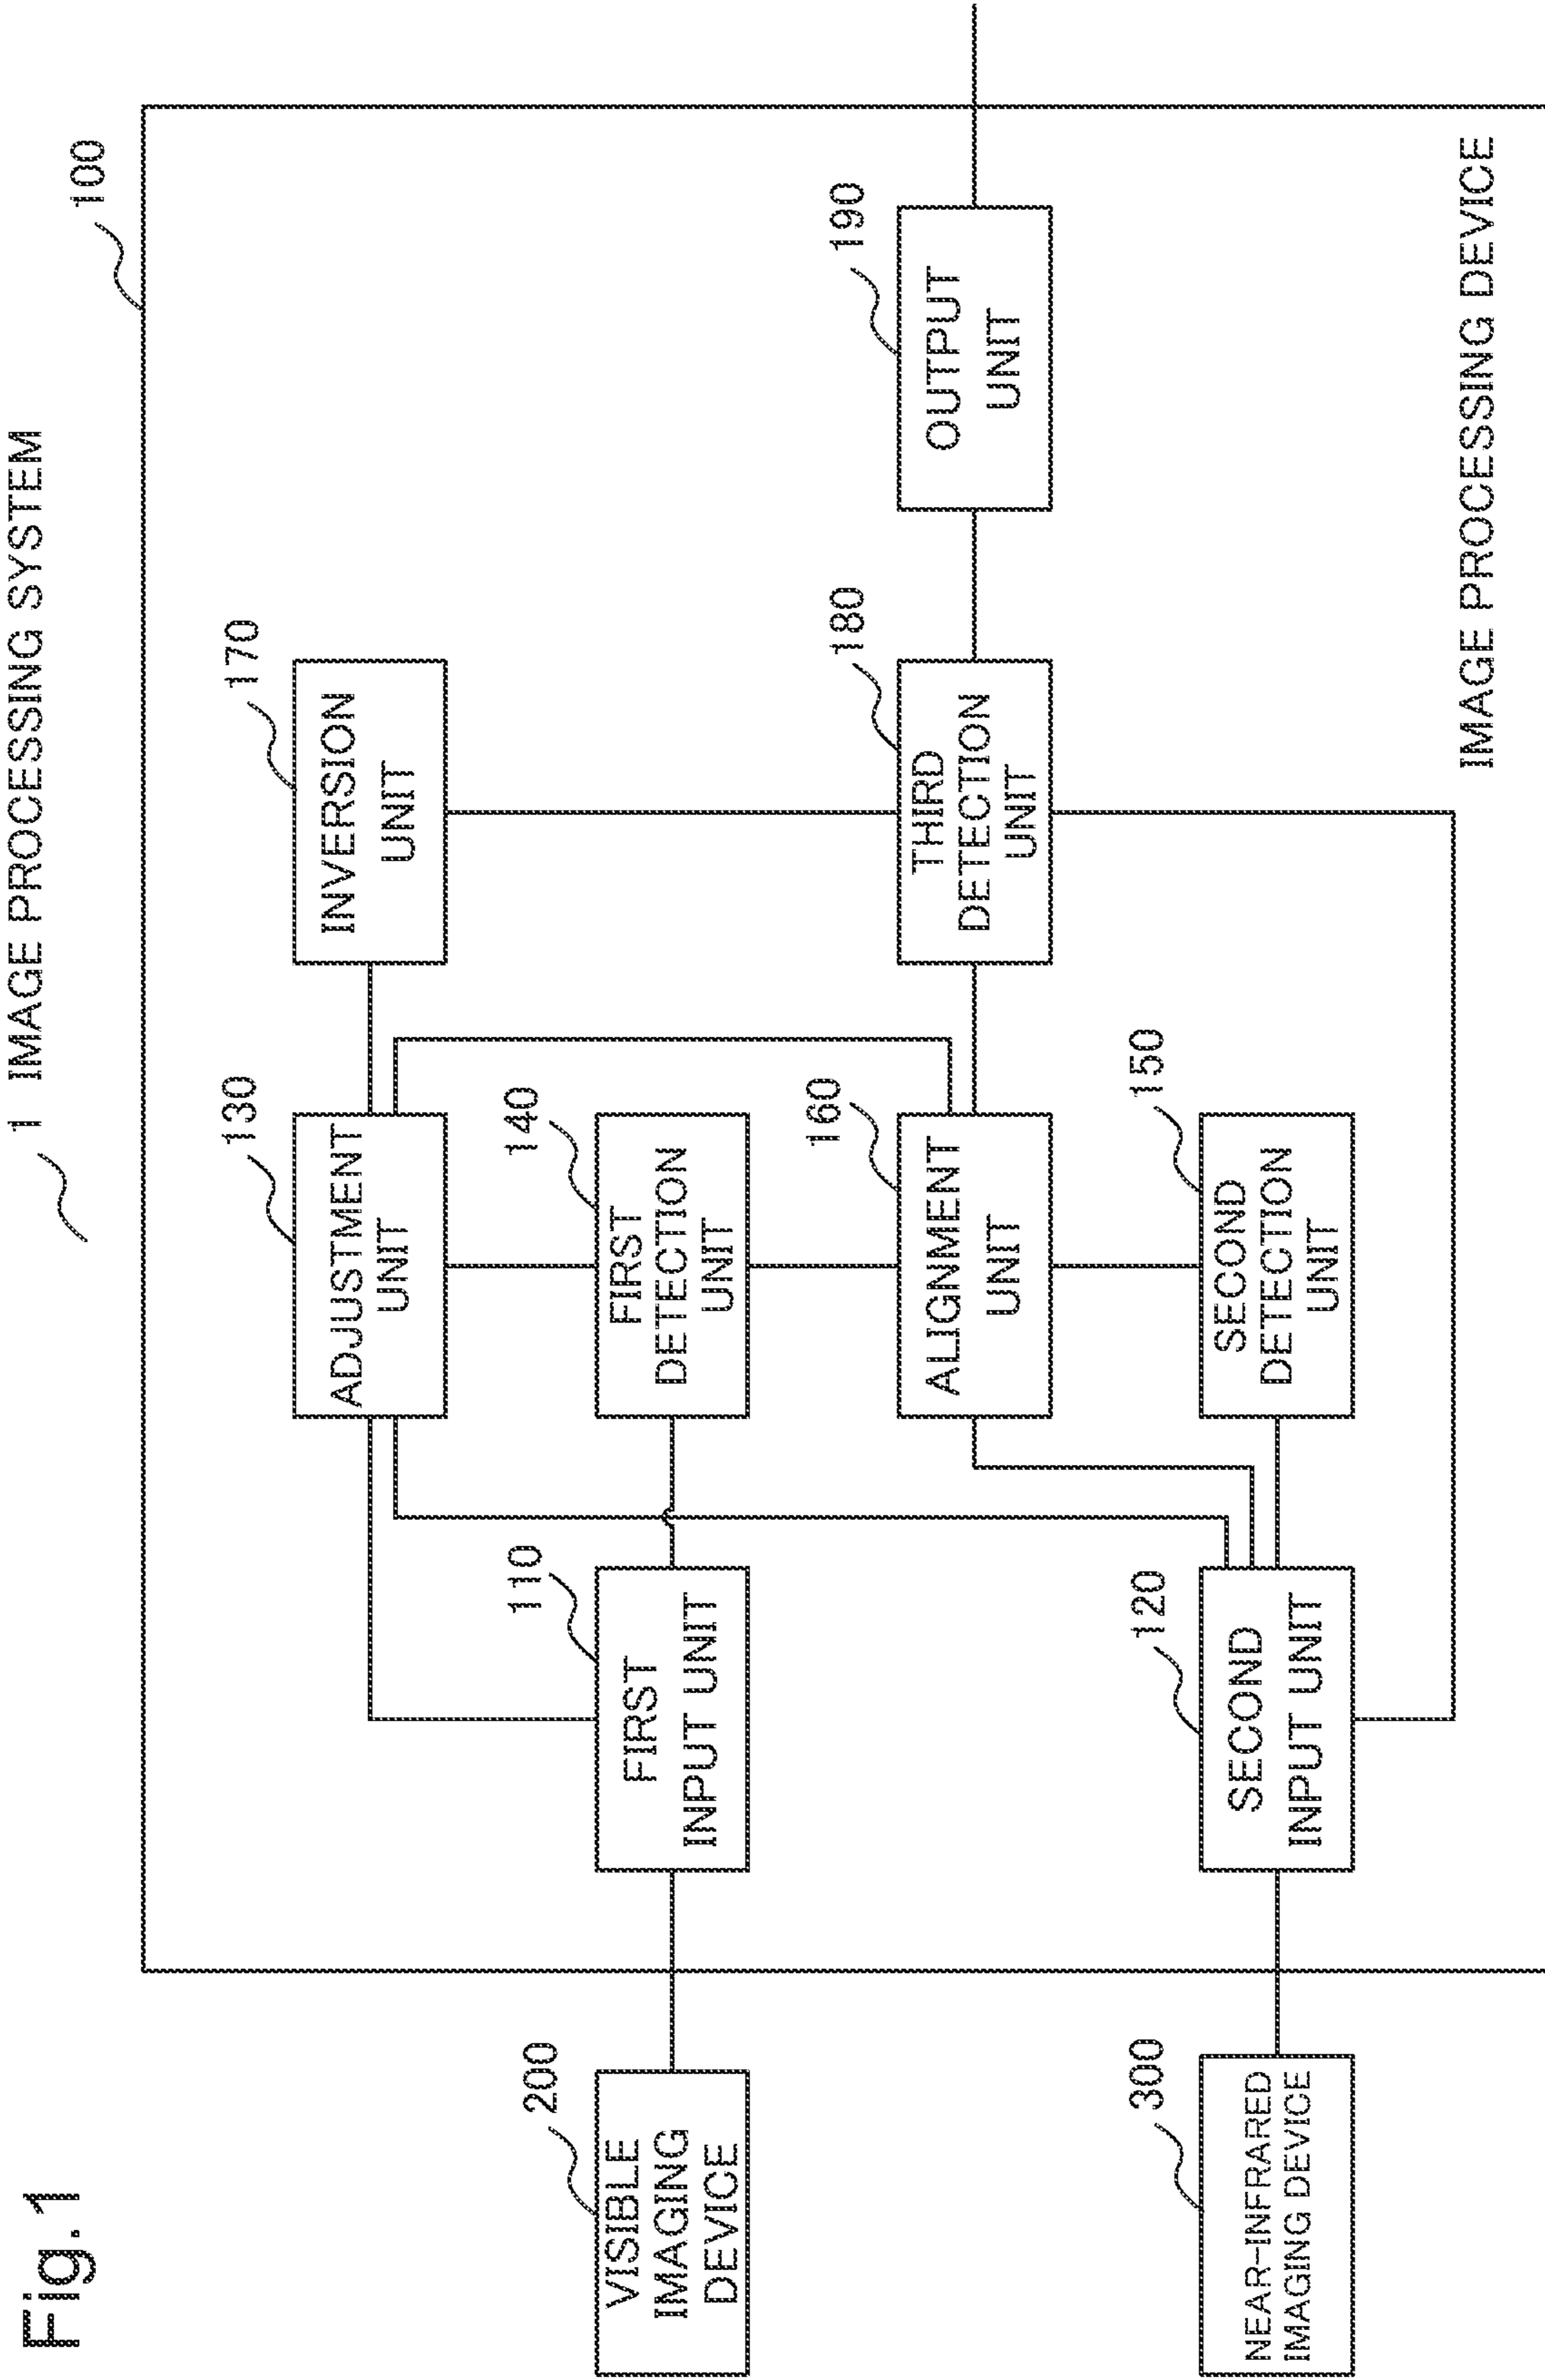 Fig.1
1 IMAGE PROCESSING SYSTEM
100
130
ADJUSTMENT
UNIT
170
INVERSION
UNIT
200
VISIBLE
IMAGING
DEVICE
110
FIRST
INPUT UNIT
140
FIRST
DETECTION
UNIT
160
ALIGNMENT
UNIT
180
THIRD
DETECTION
UNIT
190
OUTPUT
UNIT
300
NEAR-INFRARED
IMAGING DEVICE
120
SECOND
INPUT UNIT
150
SECOND
DETECTION
UNIT
IMAGE PROCESSING DEVICE